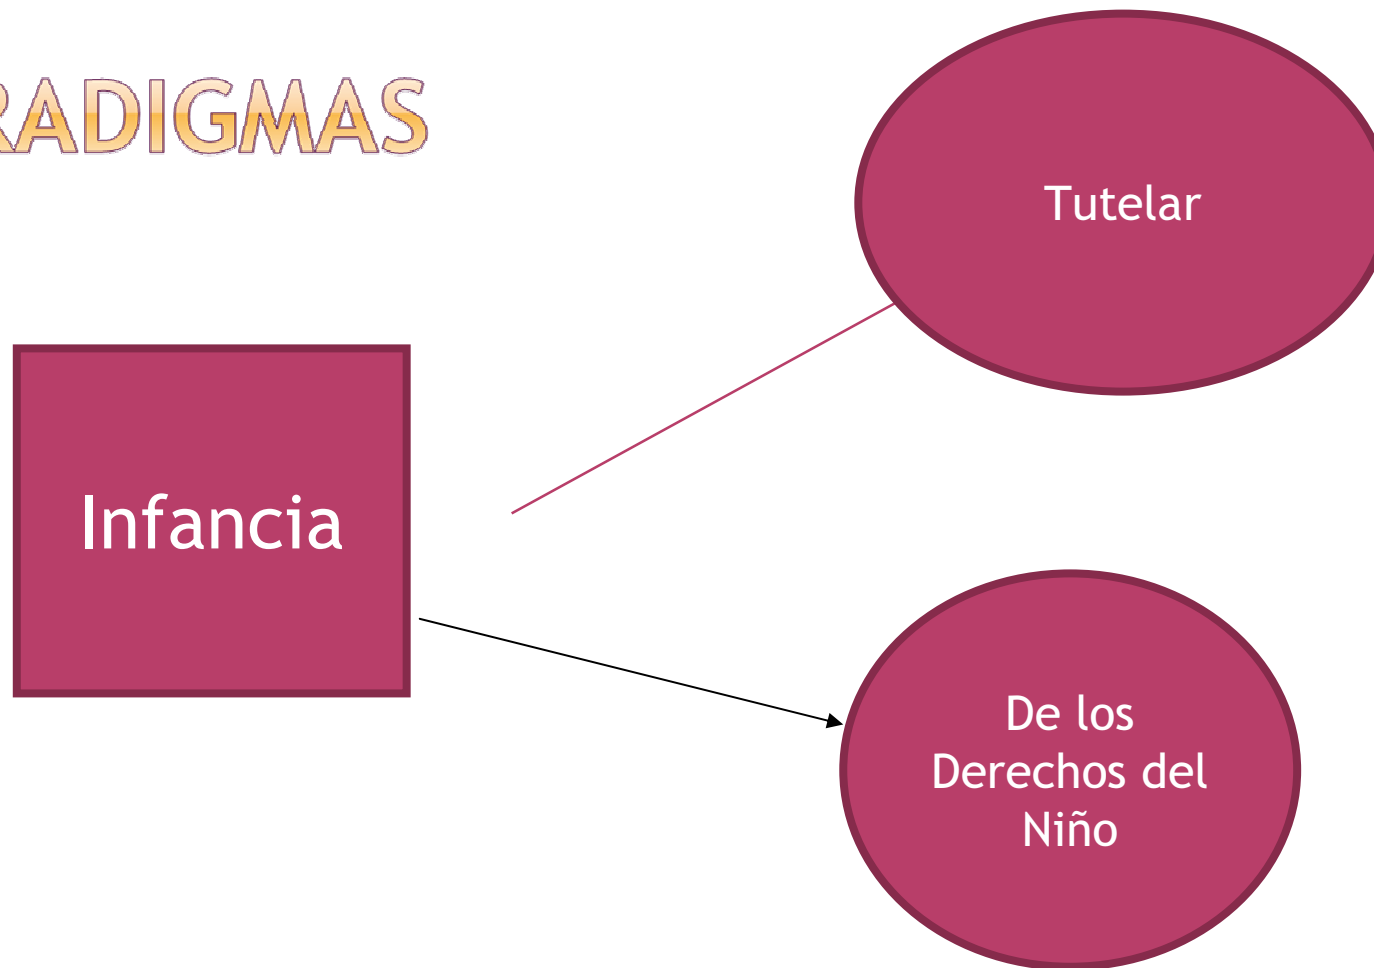 RADIGMAS
Tutelar
Infancia
De los
Derechos del
Niño